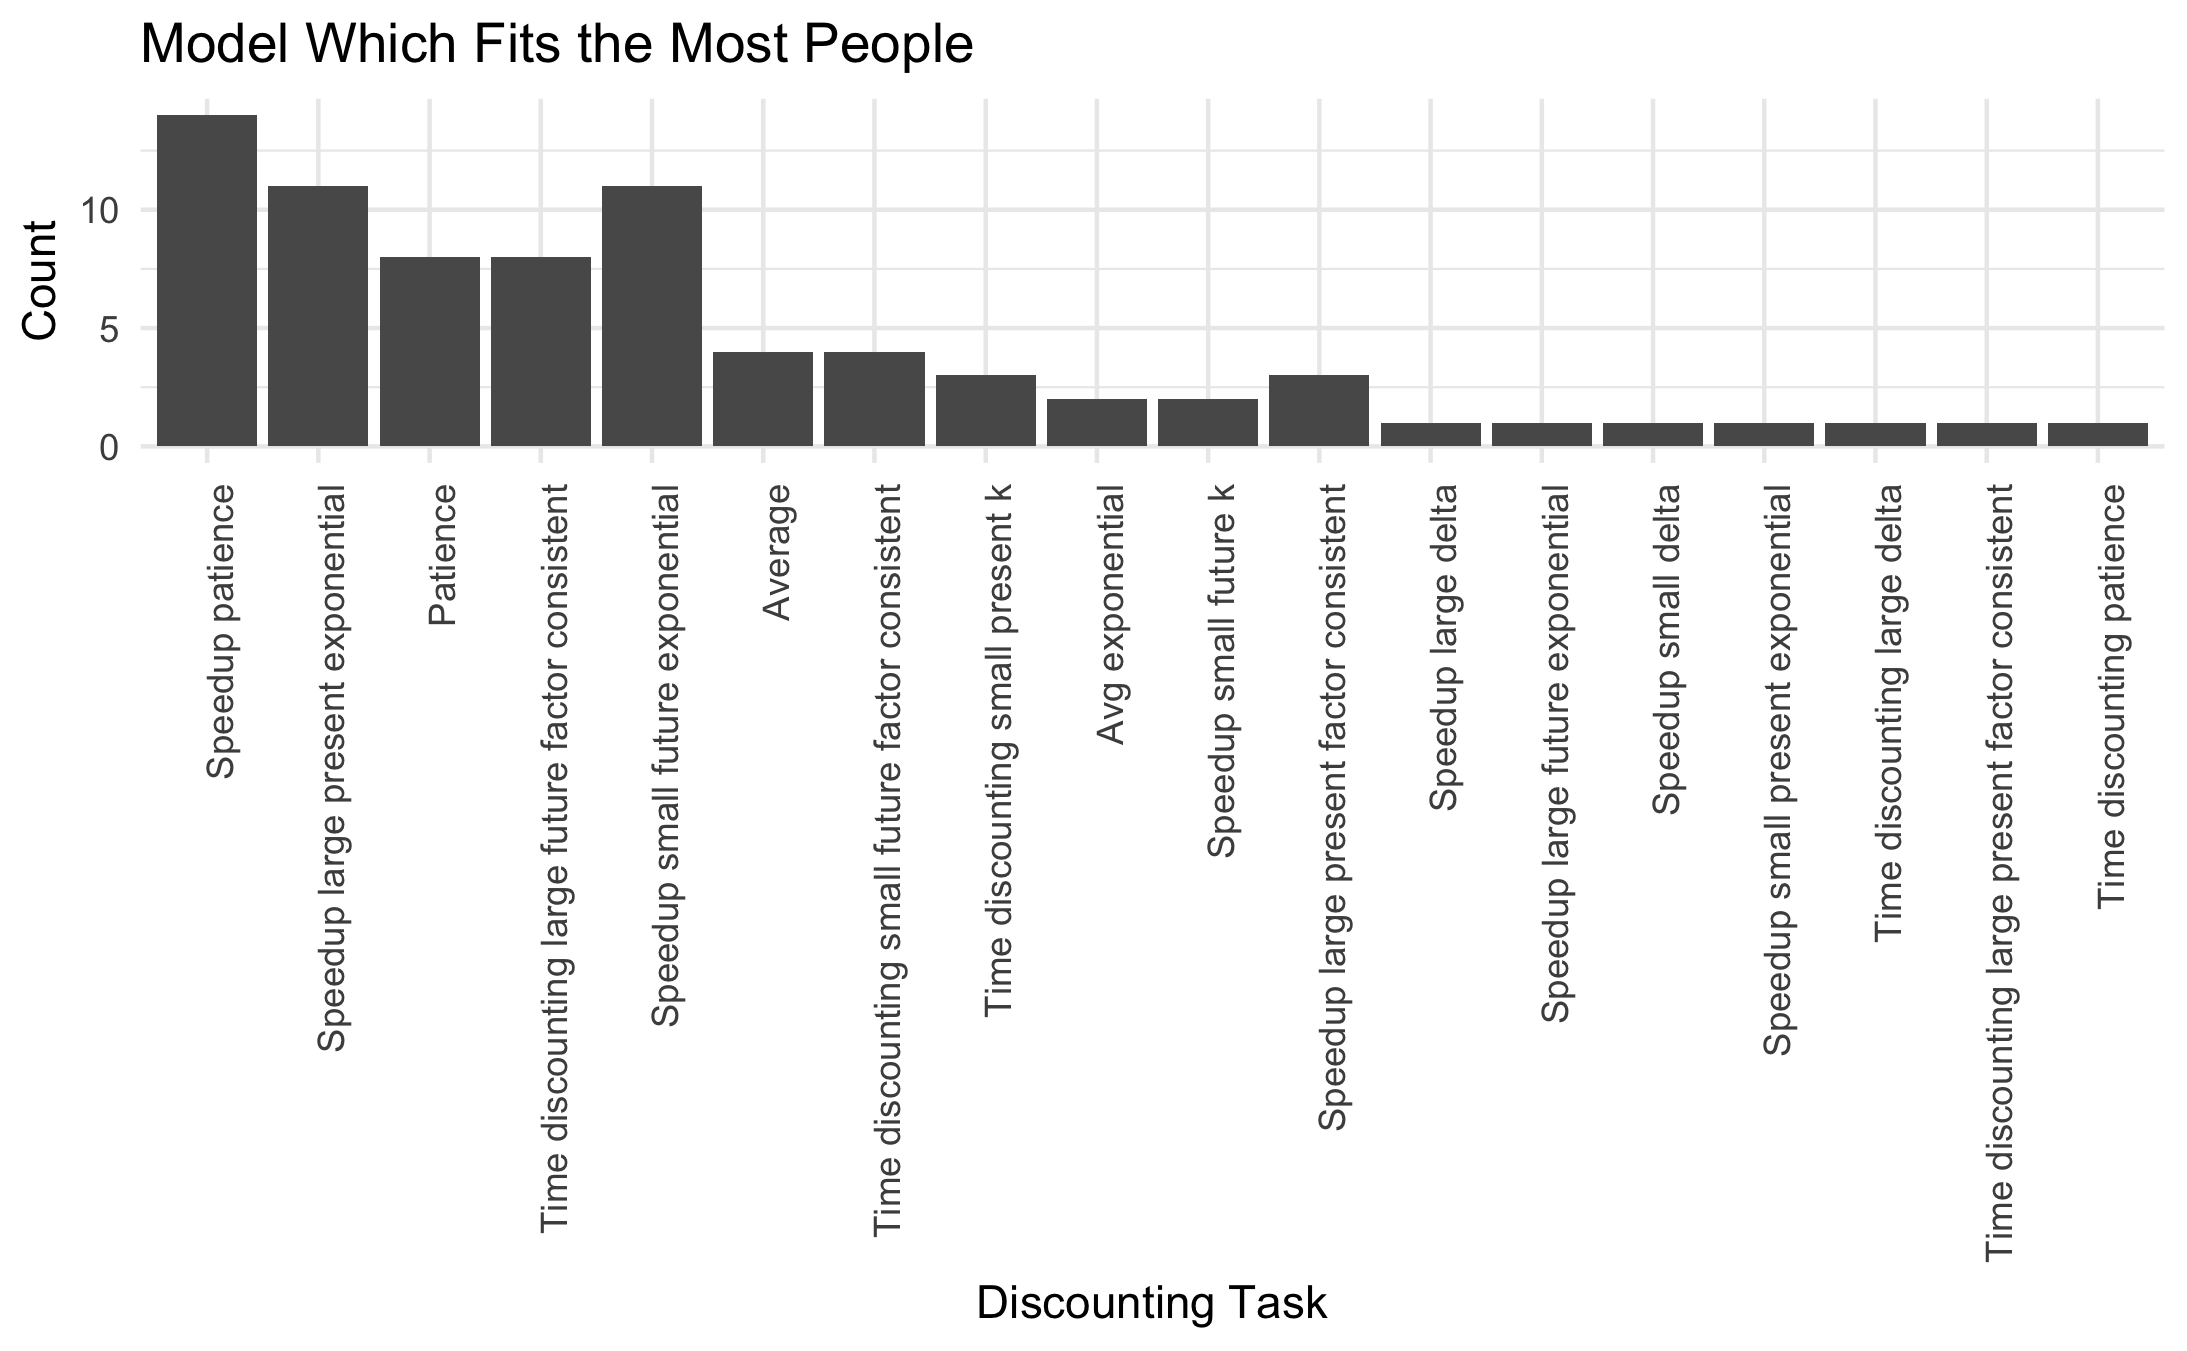 Model Which Fits the Most People
Count
10
5
0
Speedup patience
Speedup large present exponential
Patience
Time discounting large future factor consistent
Speedup small future exponential
Average
Time discounting small future factor consistent
Time discounting small present k
Avg exponential
Speedup small future k
Speedup large present factor consistent
Speedup large delta
Speedup large future exponential
Speedup small delta
Speedup small present exponential
Time discounting large delta
Time discounting large present factor consistent
Time discounting patience
Discounting Task